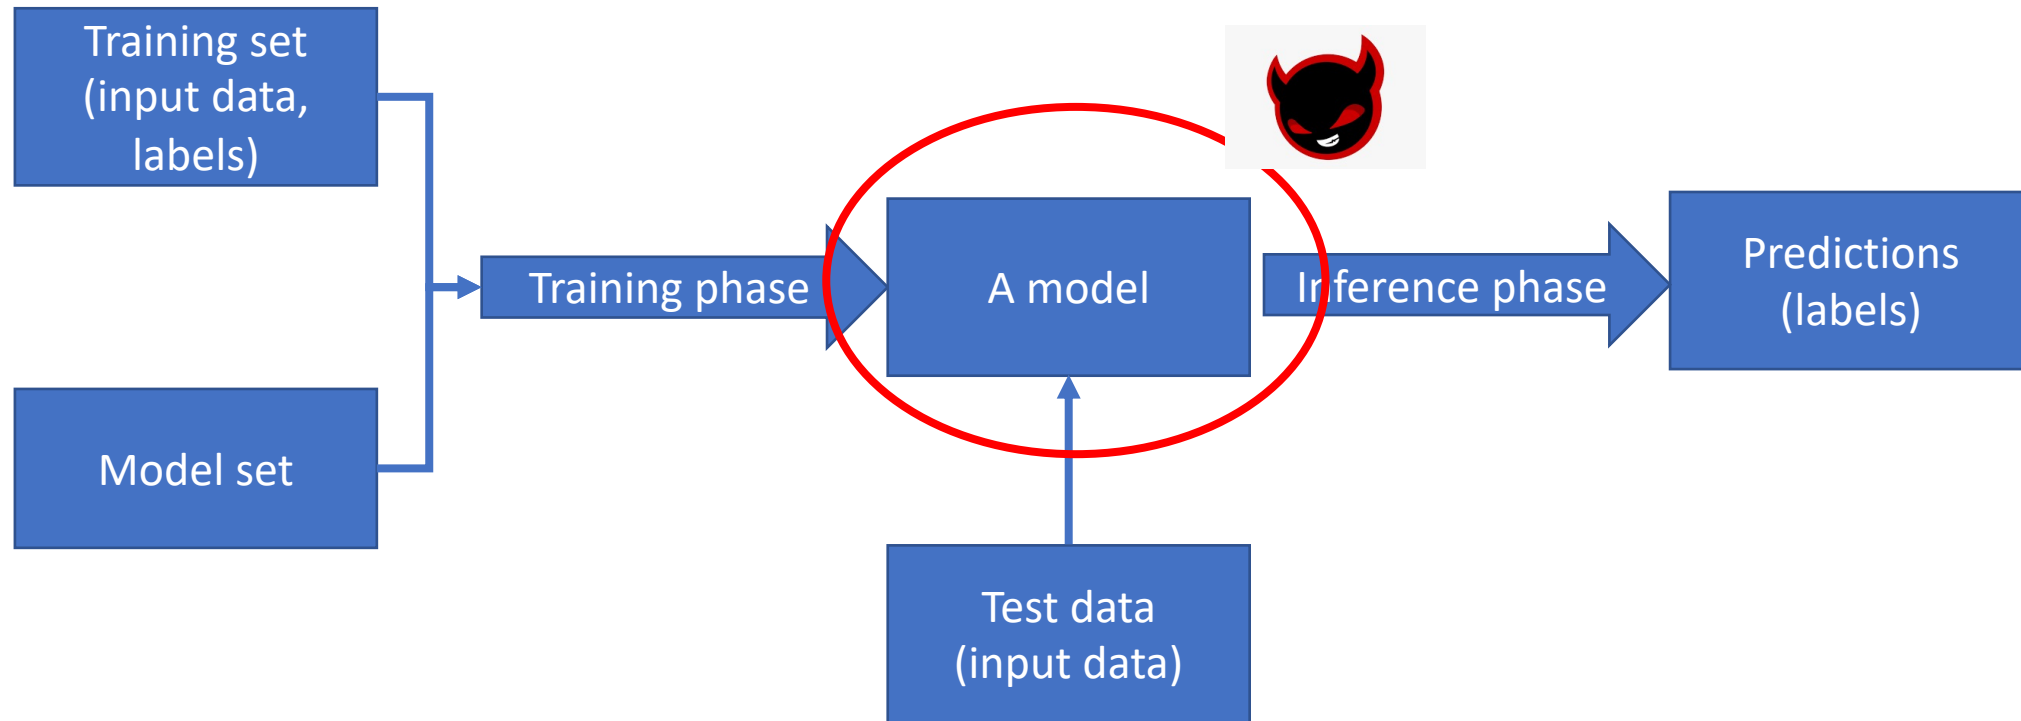 Training set
(input data,
labels)
Model set
Training phase
A model
Inference phase
Predictions
(labels)
Test data
(input data)